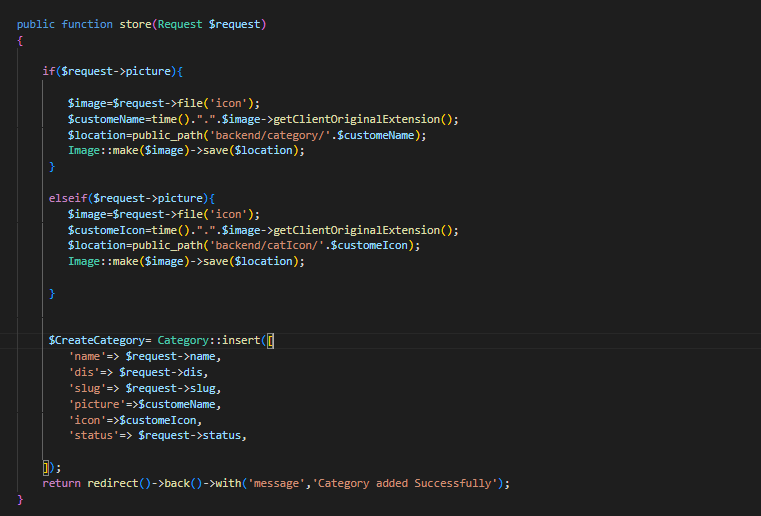 public function store(Request $request)
{
if($request->picture){
$image=$request->file('icon');
$customeName=time().".".$image->getClientOriginalExtension();
$location=public_path('backend/category/'.$customeName);
Image::make($image)->save($location);
}
elseif($request->picture){
$image=$request->file('icon');
$customeIcon=time().".".$image->getClientOriginalExtension();
$location=public_path('backend/catIcon/'.$customeIcon);
Image::make($image)->save($location);
}
$CreateCategory= Category::insert([
'name'=> $request->name,
'dis'=> $request->dis,
'slug'=> $request->slug,
'picture'=>$customeName,
'icon'=>$customeIcon,
'status'=> $request->status,
]);
return redirect()->back()->with('message','Category added Successfully');
}